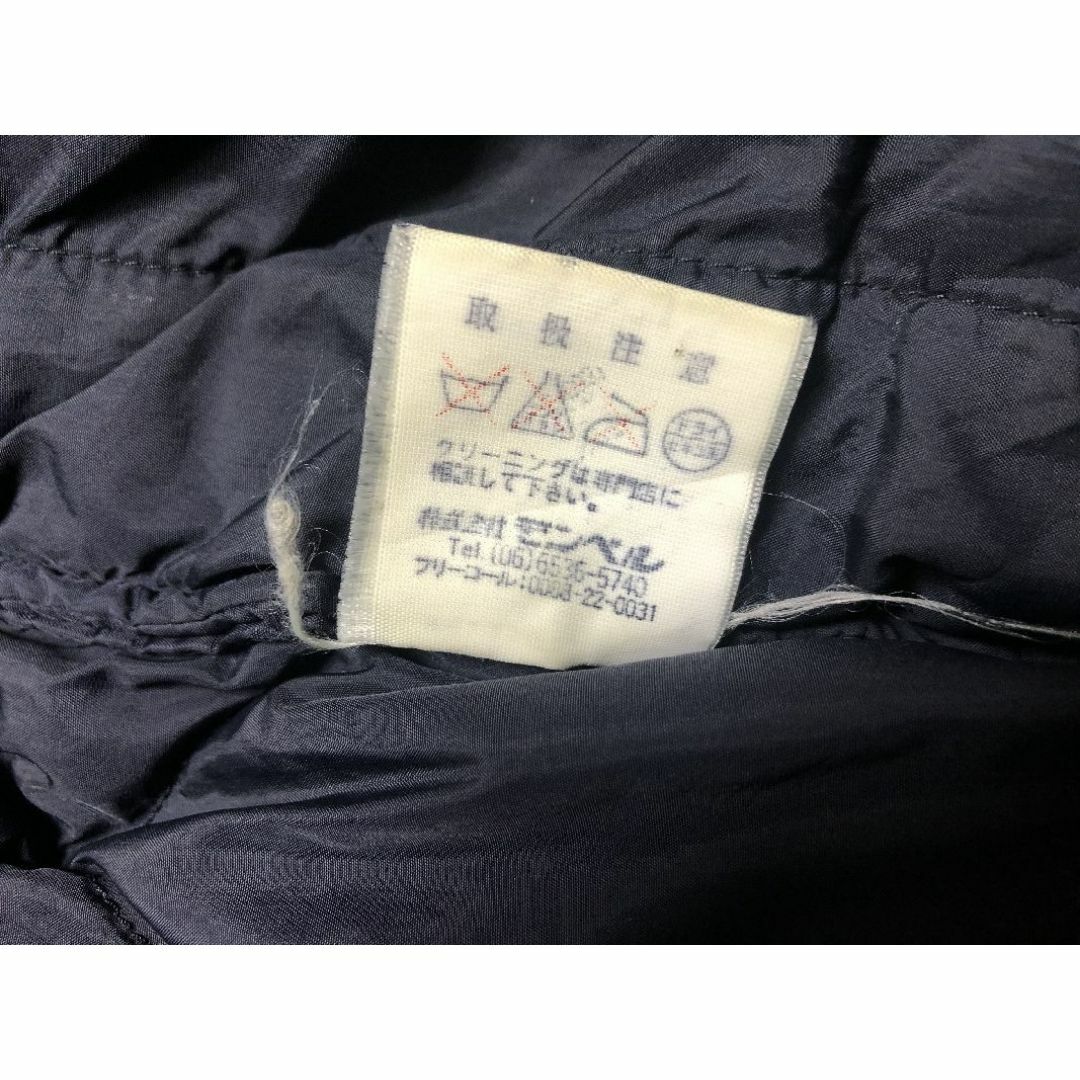 取扱注意
クリーニングは専門店に
相談して下さい。
株式会社 モンベル
Tel (06)6536-5740
フリーコール:0088-22-0031